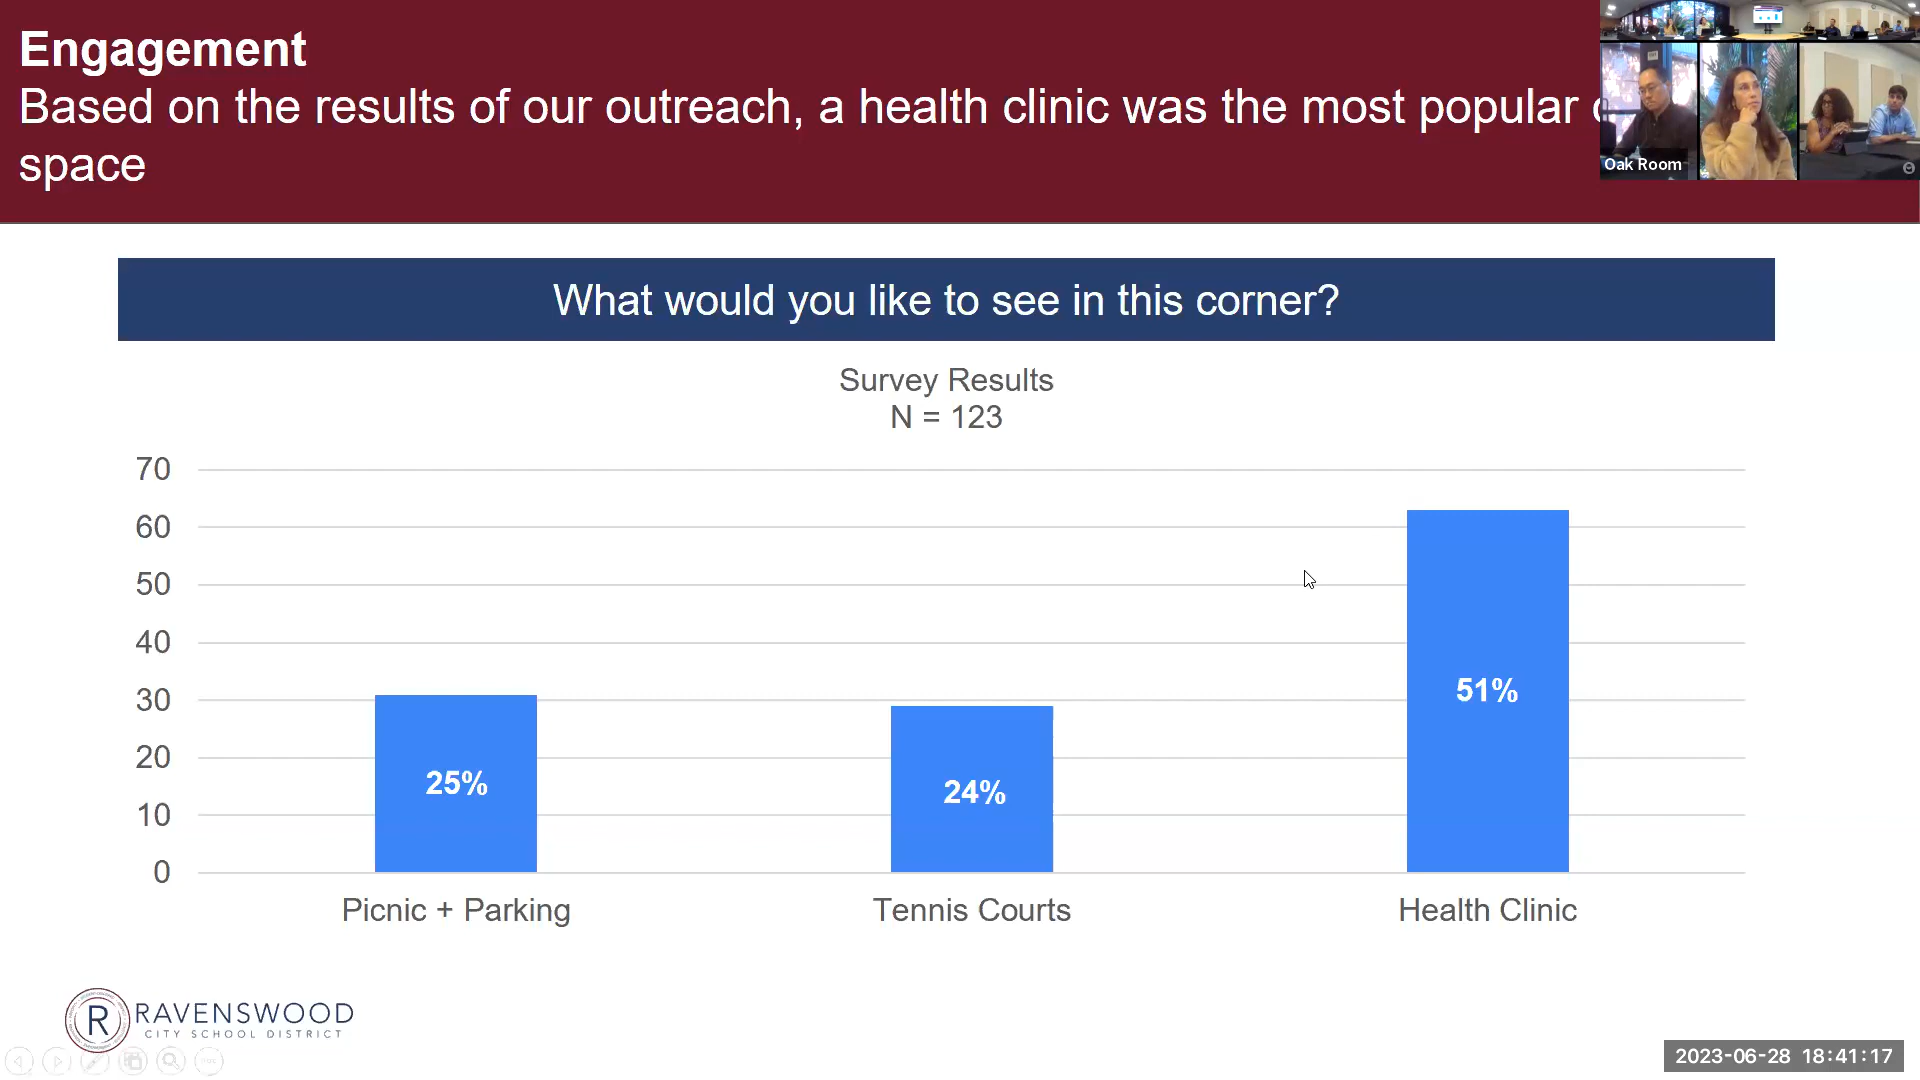 Engagement
Based on the results of our outreach, a health clinic was the most popular
space
Oak Room
What would you like to see in this corner?
Survey Results
N = 123
70
60
50
40
30
20
10
0
25%
24%
51%
Picnic + Parking
Tennis Courts
Health Clinic
R RAVENSWOOD
CITY SCHOOL DISTRICT
2023-06-28 18:41:17